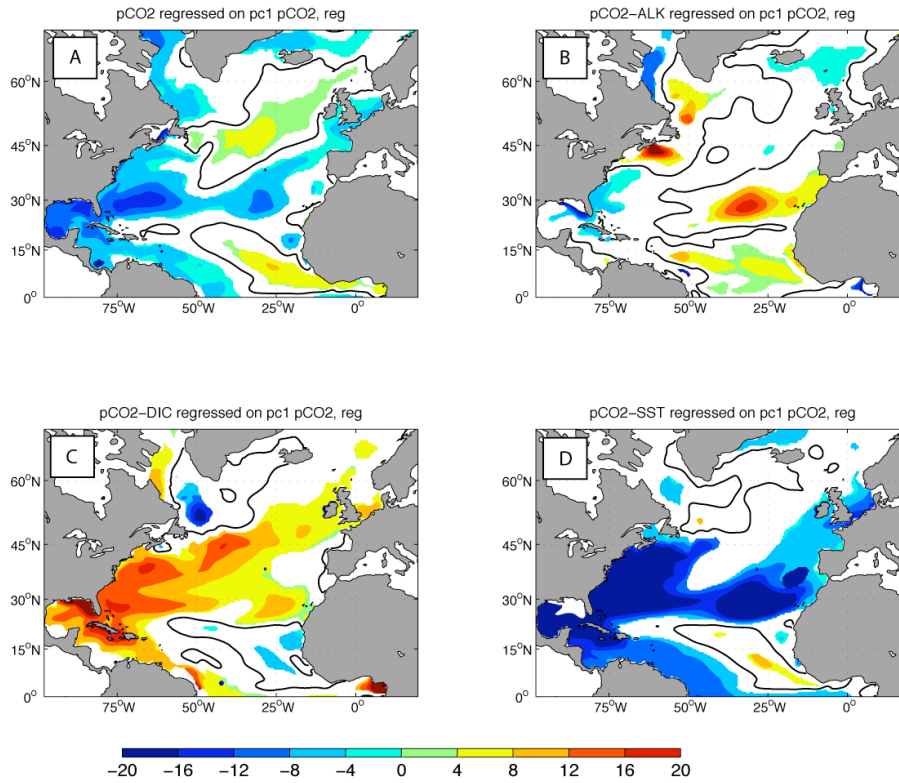 pCO2 regressed on pc1 pCO2, reg
pCO2−ALK regressed on pc1 pCO2, reg
A
B
60°N
45°N
30°N
15°N
0°
75°W
50°W
25°W
0°
60°N
45°N
30°N
15°N
0°
75°W
50°W
25°W
0°
pCO2−DIC regressed on pc1 pCO2, reg
pCO2−SST regressed on pc1 pCO2, reg
C
D
60°N
45°N
30°N
15°N
0°
75°W
50°W
25°W
0°
60°N
45°N
30°N
15°N
0°
75°W
50°W
25°W
0°
−20 −16 −12 −8 −4 0 4 8 12 16 20